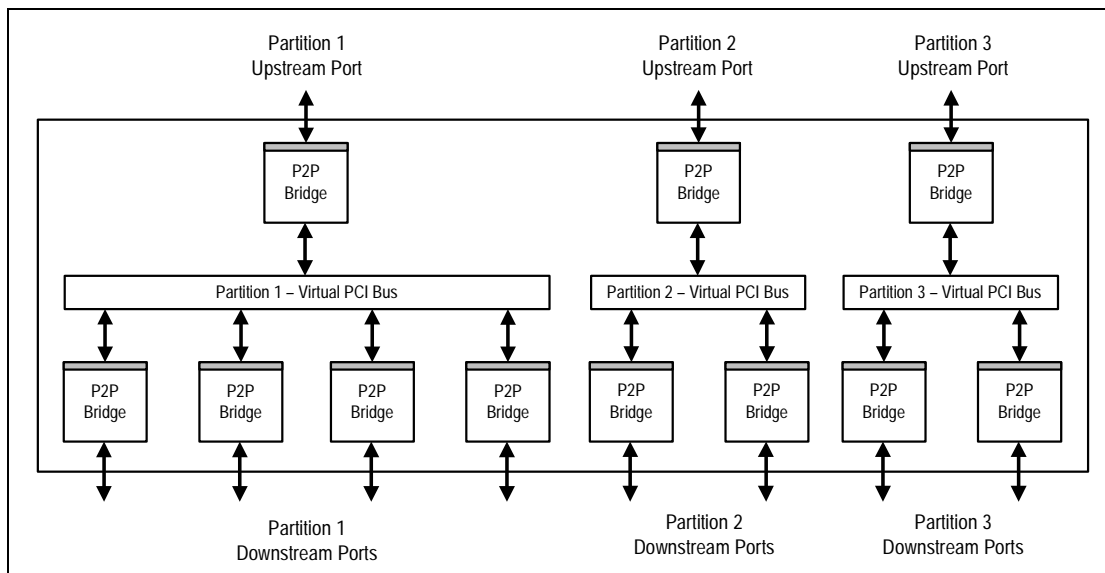 Partition 1
Upstream Port
Partition 2
Upstream Port
Partition 3
Upstream Port
P2P
Bridge
P2P
Bridge
P2P
Bridge
Partition 1 – Virtual PCI Bus
Partition 2 – Virtual PCI Bus
Partition 3 – Virtual PCI Bus
P2P
Bridge
P2P
Bridge
P2P
Bridge
P2P
Bridge
P2P
Bridge
P2P
Bridge
P2P
Bridge
P2P
Bridge
Partition 1
Downstream Ports
Partition 2
Downstream Ports
Partition 3
Downstream Ports